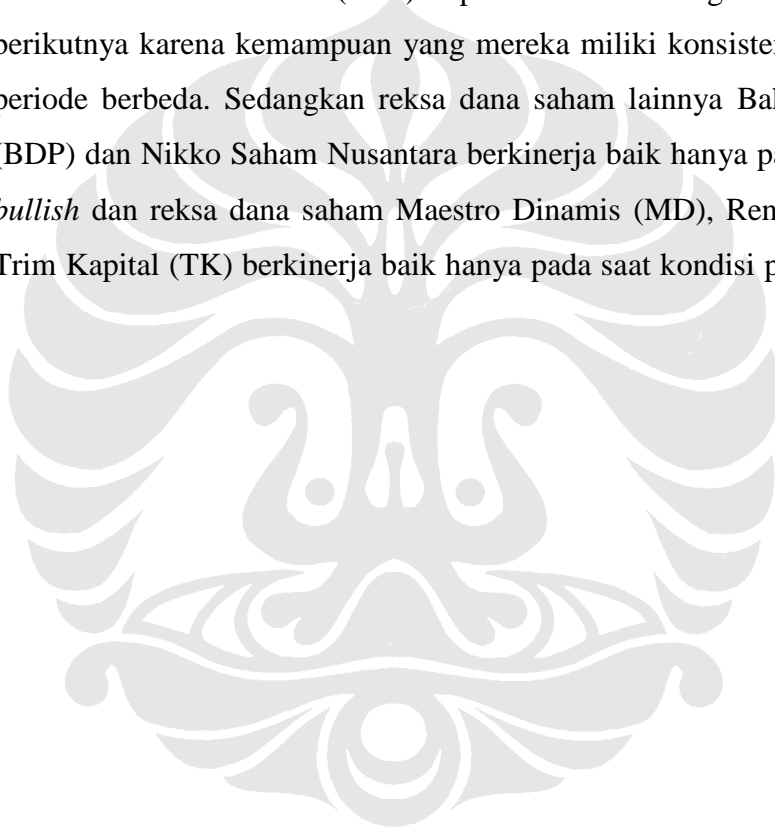 berikutnya karena kemampuan yang mereka miliki
periode berbeda. Sedangkan reksa dana saham lainnya
(BDP) dan Nikko Saham Nusantara berkinerja baik hanya
bullish dan reksa dana saham Maestro Dinamis (MD),
Trim Kapital (TK) berkinerja baik hanya pada saat kondisi